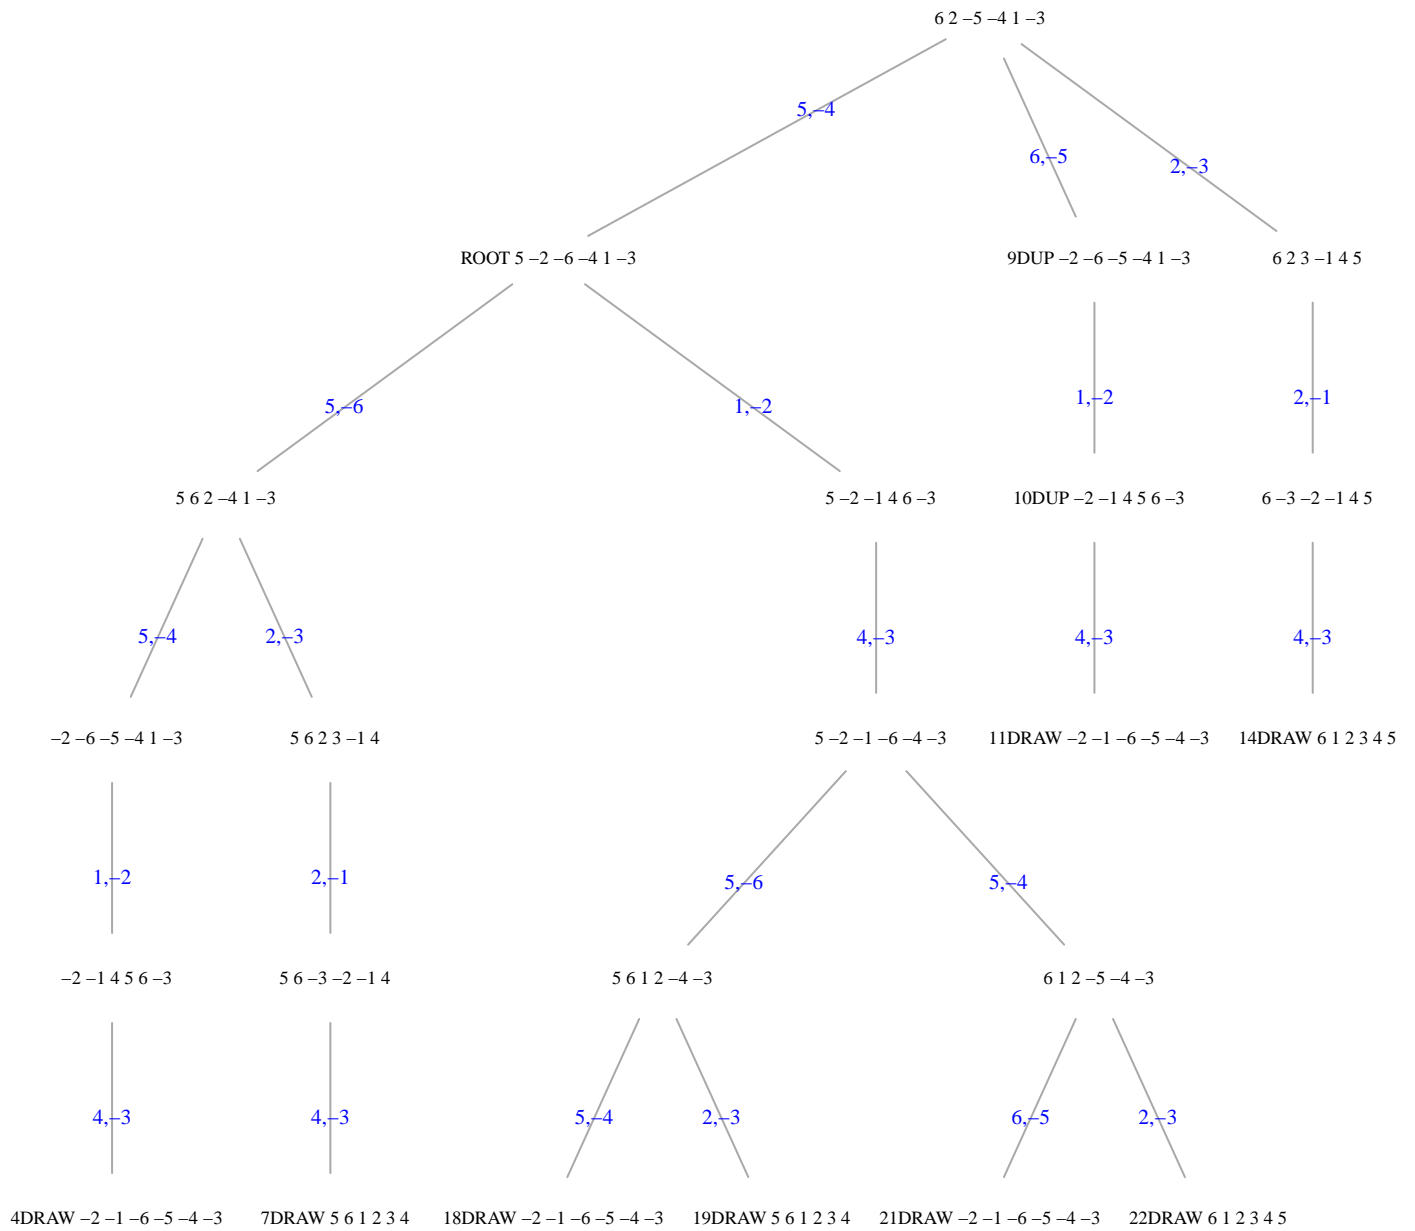 6 2 –5 –4 1 –3
5,–4
6,–5
2,–3
ROOT 5 –2 –6 –4 1 –3
9DUP –2 –6 –5 –4 1 –3
6 2 3 –1 4 5
5,–6
1,–2
1,–2
2,–1
5 6 2 –4 1 –3
5 –2 –1 4 6 –3
10DUP –2 –1 4 5 6 –3
6 –3 –2 –1 4 5
5,–4
2,–3
4,–3
4,–3
4,–3
–2 –6 –5 –4 1 –3
5 6 2 3 –1 4
5 –2 –1 –6 –4 –3
11DRAW –2 –1 –6 –5 –4 –3
14DRAW 6 1 2 3 4 5
1,–2
2,–1
5,–6
5,–4
–2 –1 4 5 6 –3
5 6 –3 –2 –1 4
5 6 1 2 –4 –3
6 1 2 –5 –4 –3
4,–3
4,–3
5,–4
2,–3
6,–5
2,–3
4DRAW –2 –1 –6 –5 –4 –3
7DRAW 5 6 1 2 3 4
18DRAW –2 –1 –6 –5 –4 –3
19DRAW 5 6 1 2 3 4
21DRAW –2 –1 –6 –5 –4 –3
22DRAW 6 1 2 3 4 5